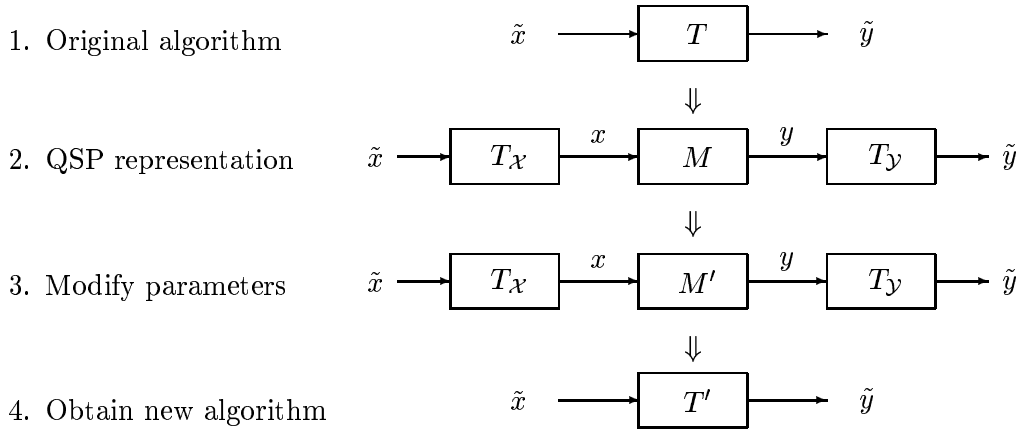 1. Original algorithm x̃ T ỹ
⇓
2. QSP representation x̃ T𝒳 x M y T𝒴 ỹ
⇓
3. Modify parameters x̃ T𝒳 x M′ y T𝒴 ỹ
⇓
4. Obtain new algorithm x̃ T′ ỹ